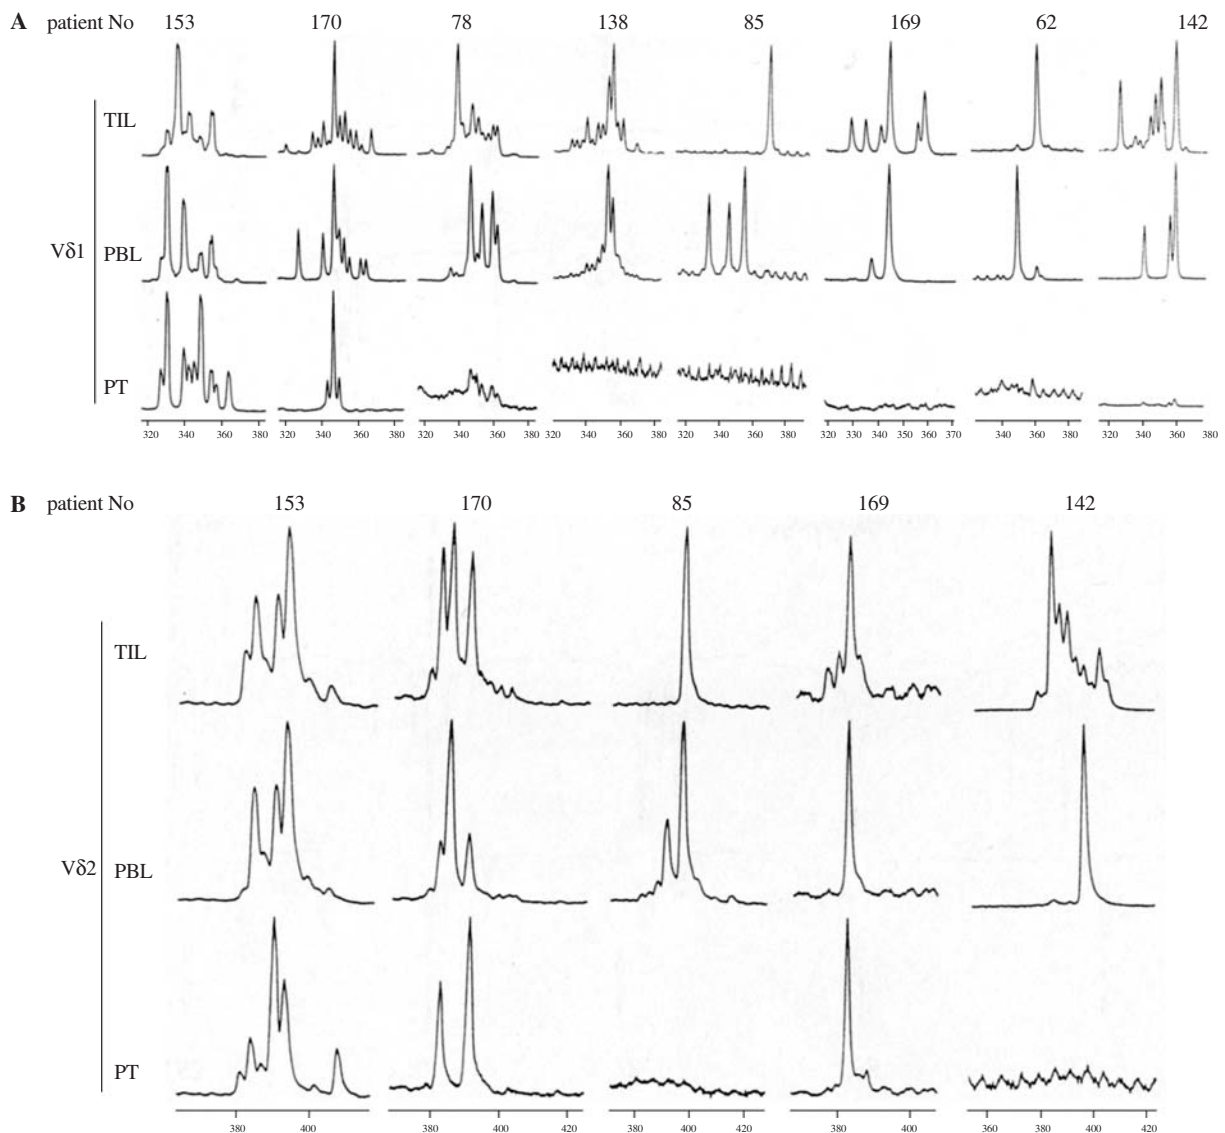 A patient No 153 170 78 138 85 169 62 142
TIL
Vδ1 PBL
PT
320 340 360 380 320 340 360 380 320 340 360 380 320 340 360 380 320 340 360 380 320 330 340 350 360 370 340 360 380 320 340 360 380
B patient No 153 170 85 169 142
TIL
Vδ2 PBL
PT
380 400 380 400 420 380 400 420 380 400 360 380 400 420